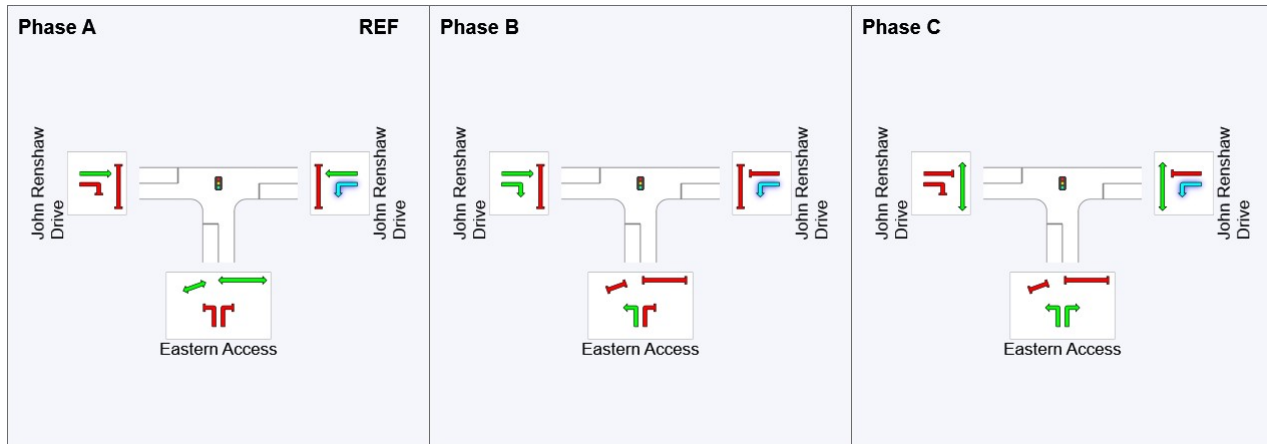 Phase A
REF
John Renshaw
Drive
John Renshaw
Drive
Eastern Access
Phase B
John Renshaw
Drive
John Renshaw
Drive
Eastern Access
Phase C
John Renshaw
Drive
John Renshaw
Drive
Eastern Access